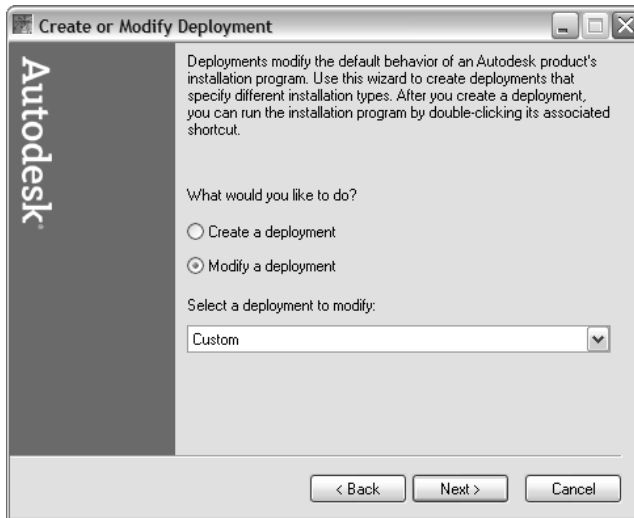 Create or Modify Deployment
Autodesk®
Deployments modify the default behavior of an Autodesk product's
installation program. Use this wizard to create deployments that
specify different installation types. After you create a deployment,
you can run the installation program by double-clicking its associated
shortcut.
What would you like to do?
Create a deployment
Modify a deployment
Select a deployment to modify:
Custom
< Back
Next >
Cancel